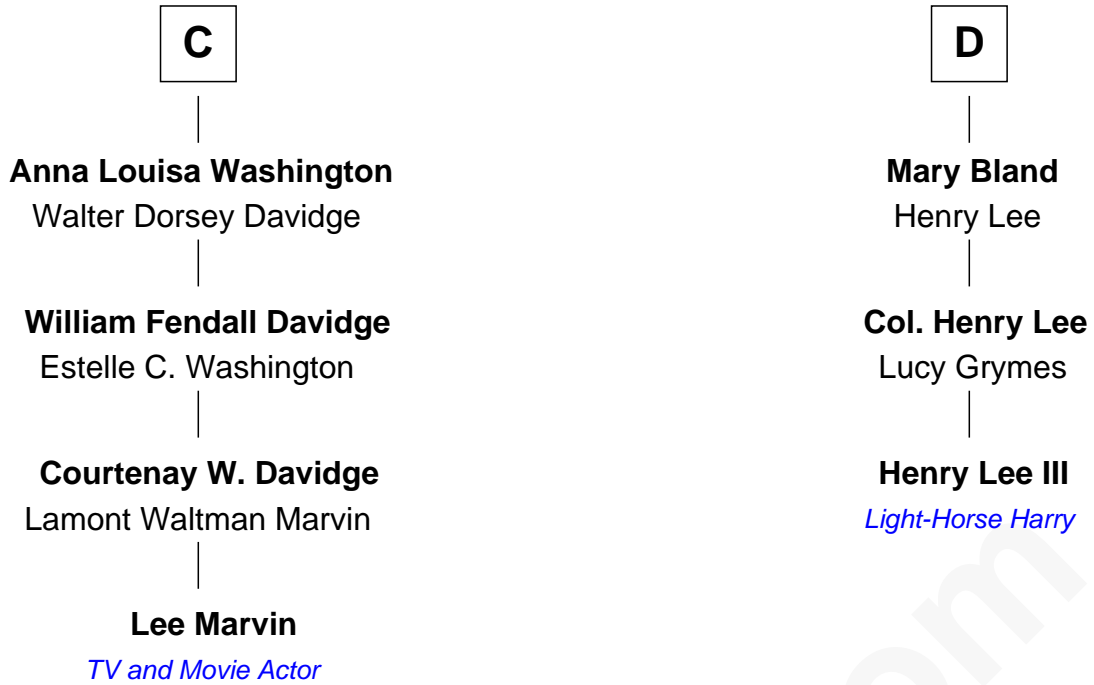 C
Anna Louisa Washington
Walter Dorsey Davidge
William Fendall Davidge
Estelle C. Washington
Courtenay W. Davidge
Lamont Waltman Marvin
Lee Marvin
TV and Movie Actor
D
Mary Bland
Henry Lee
Col. Henry Lee
Lucy Grymes
Henry Lee III
Light-Horse Harry
om